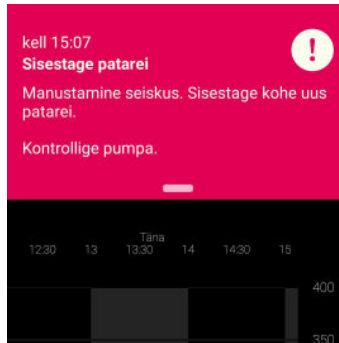 kell 15:07
Sisestage patarei
Manustamine seiskus. Sisestage kohe uus
patarei.
Kontrollige pumpa.
Täna
12:30 13 13:30 14 14:30 15
400
350